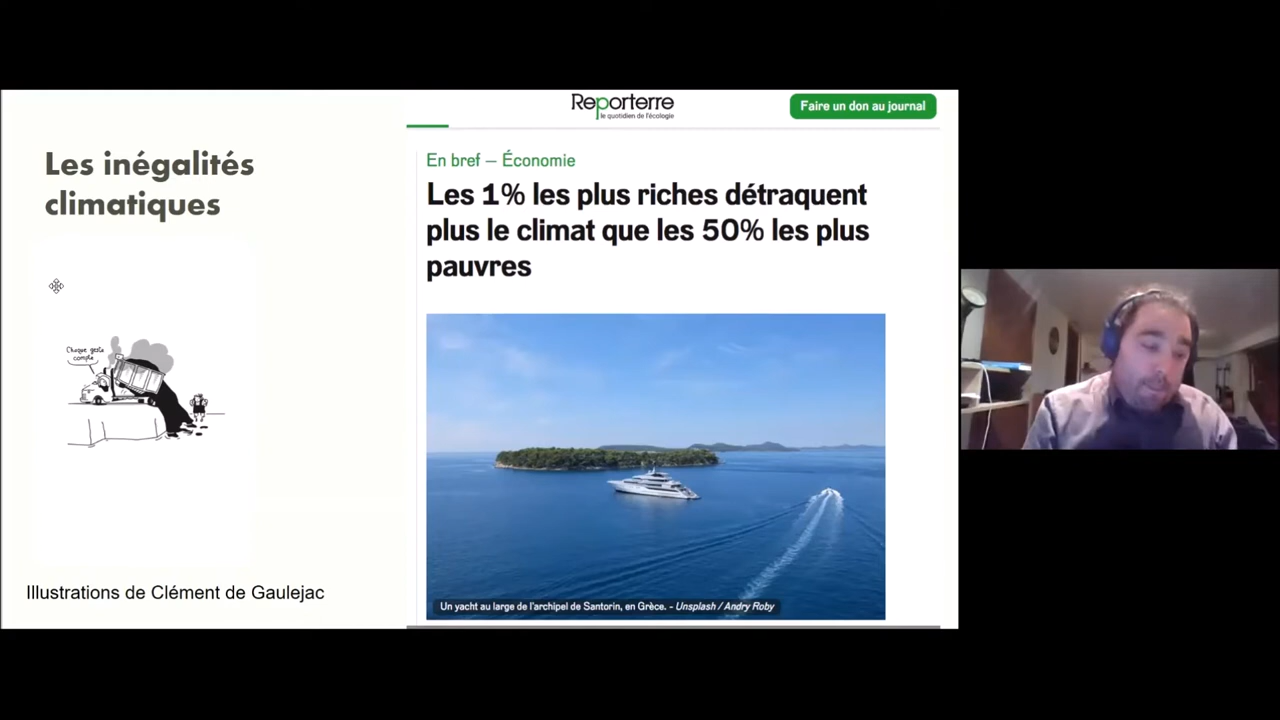 Les inégalités
climatiques
Chaque geste
compte
Illustrations de Clément de Gaulejac
Reporterre
le quotidien de l'écologie
Faire un don au journal
En bref – Économie
Les 1% les plus riches détraquent
plus le climat que les 50% les plus
pauvres
Un yacht au large de l'archipel de Santorin, en Grèce. - Unsplash / Andry Roby